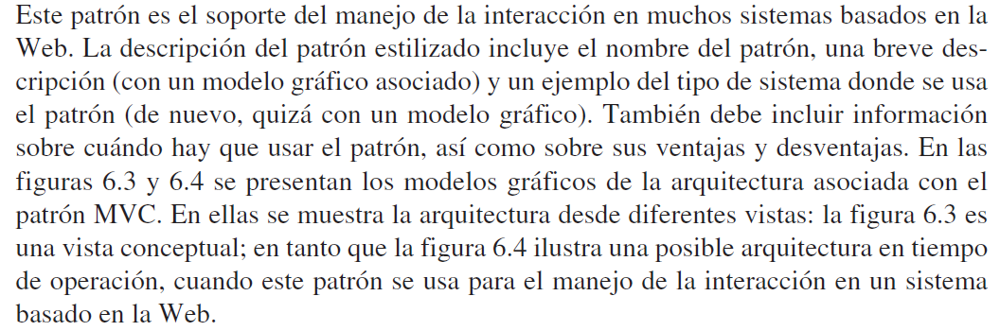 Este patrón es el soporte del manejo de la interacción en muchos sistemas basados en la
Web. La descripción del patrón estilizado incluye el nombre del patrón, una breve des-
cripción (con un modelo gráfico asociado) y un ejemplo del tipo de sistema donde se usa
el patrón (de nuevo, quizá con un modelo gráfico). También debe incluir información
sobre cuándo hay que usar el patrón, así como sobre sus ventajas y desventajas. En las
figuras 6.3 y 6.4 se presentan los modelos gráficos de la arquitectura asociada con el
patrón MVC. En ellas se muestra la arquitectura desde diferentes vistas: la figura 6.3 es
una vista conceptual; en tanto que la figura 6.4 ilustra una posible arquitectura en tiempo
de operación, cuando este patrón se usa para el manejo de la interacción en un sistema
basado en la Web.